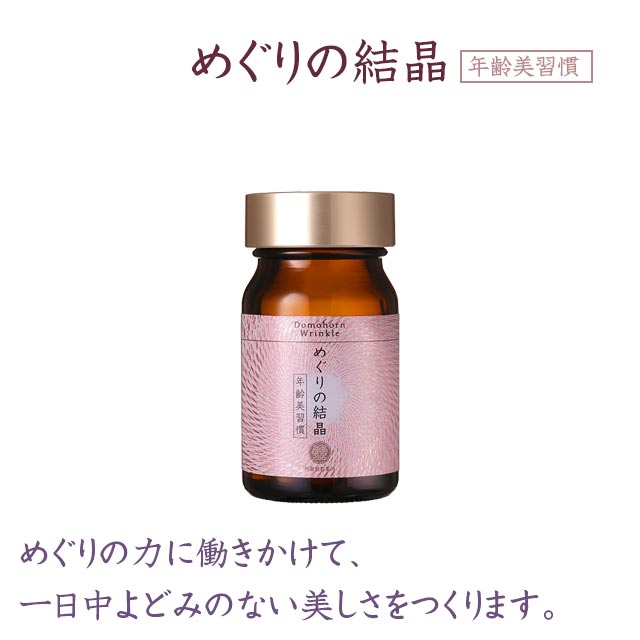 めぐりの結晶 年齢美習慣
Domohorn
Wrinkle
めぐりの結晶
年齢美習慣
めぐりの力に働きかけて、
一日中よどみのない美しさをつくります。